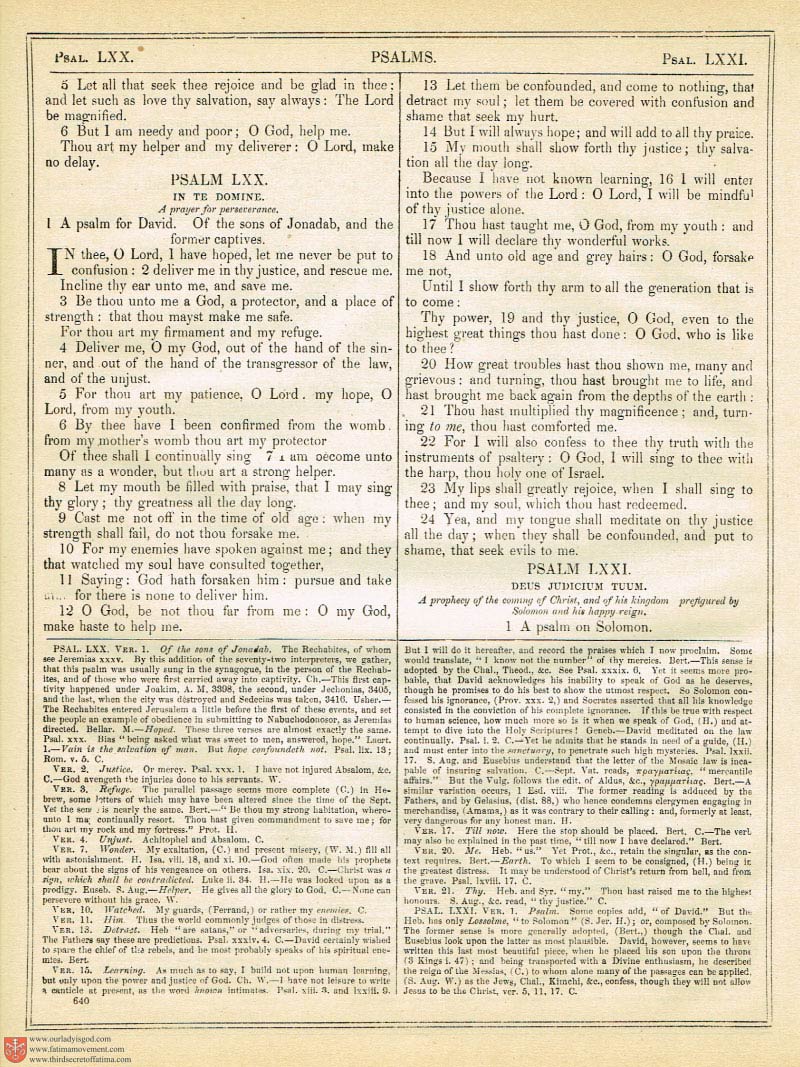 PSAL. LXX.
PSALMS.
PSAL. LXXI.
5 Let all that seek thee rejoice and be glad in thee:
and let such as love thy salvation, say always: The Lord
be magnified.
6 But I am needy and poor; O God, help me.
Thou art my helper and my deliverer: O Lord, make
no delay.
PSALM LXX.
IN TE DOMINE.
A prayer for perseverance.
1 A psalm for David. Of the sons of Jonadab, and the
former captives.
IN thee, O Lord, I have hoped, let me never be put to
confusion: 2 deliver me in thy justice, and rescue me.
Incline thy ear unto me, and save me.
3 Be thou unto me a God, a protector, and a place of
strength: that thou mayst make me safe.
For thou art my firmament and my refuge.
4 Deliver me, O my God, out of the hand of the sin-
ner, and out of the hand of the transgressor of the law,
and of the unjust.
5 For thou art my patience, O Lord. my hope, O
Lord, from my youth.
6 By thee have I been confirmed from the womb.
from my mother's womb thou art my protector
Of thee shall I continually sing 7 I am become unto
many as a wonder, but thou art a strong helper.
8 Let my mouth be filled with praise, that I may sing
thy glory; thy greatness all the day long.
9 Cast me not off in the time of old age: when my
strength shall fail, do not thou forsake me.
10 For my enemies have spoken against me; and they
that watched my soul have consulted together,
11 Saying: God hath forsaken him: pursue and take
for there is none to deliver him.
12 O God, be not thou far from me: O my God,
make haste to help me.
13 Let them be confounded, and come to nothing, that
detract my soul; let them be covered with confusion and
shame that seek my hurt.
14 But I will always hope; and will add to all thy praise.
15 My mouth shall show forth thy justice; thy salva-
tion all the day long.
Because I have not known learning, 16 I will enter
into the powers of the Lord: O Lord, I will be mindful
of thy justice alone.
17 Thou hast taught me, O God, from my youth: and
till now I will declare thy wonderful works.
18 And unto old age and grey hairs: O God, forsake
me not,
Until I show forth thy arm to all the generation that is
to come:
Thy power, 19 and thy justice, O God, even to the
highest great things thou hast done: O God, who is like
to thee?
20 How great troubles hast thou shown me, many and
grievous: and turning, thou hast brought me to life, and
hast brought me back again from the depths of the earth:
21 Thou hast multiplied thy magnificence; and, turn-
ing to me, thou hast comforted me.
22 For I will also confess to thee thy truth with the
instruments of psaltery: O God, I will sing to thee with
the harp, thou holy one of Israel.
23 My lips shall greatly rejoice, when I shall sing to
thee; and my soul, which thou hast redeemed.
24 Yea, and my tongue shall meditate on thy justice
all the day; when they shall be confounded, and put to
shame, that seek evils to me.
PSALM LXXI.
DEUS JUDICIUM TUUM.
A prophecy of the coming of Christ, and of his kingdom prefigured by
Solomon and his happy reign.
1 A psalm on Solomon.
PSAL. LXX. VER. 1. Of the sons of Jonadab. The Rechabites, of whom
see Jeremias xxxv. By this addition of the seventy-two interpreters, we gather,
that this psalm was usually sung in the synagogue, in the person of the Rechab-
ites, and of those who were first carried away into captivity. Ch.—This first cap-
tivity happened under Joakim, A. M. 3398, the second, under Jechonias, 3405,
and the last, when the city was destroyed and Sedecias was taken, 3416. Usher.—
The Rechabites entered Jerusalem a little before the first of these events, and set
the people an example of obedience in submitting to Nabuchodonosor, as Jeremias
directed. Bellar. M.—Hoped. These three verses are almost exactly the same.
Psal. xxx. Bias "being asked what was sweet to men, answered, hope." Laert.
1.—Vain is the salvation of man. But hope confoundeth not. Psal. lix. 13;
Rom. v. 5. C.
VER. 2. Justice. Or mercy. Psal. xxx. 1. I have not injured Absalom, &c.
C.—God avengeth the injuries done to his servants. W.
VER. 3. Refuge. The parallel passage seems more complete (C.) in He-
brew, some letters of which may have been altered since the time of the Sept.
Yet the sense is nearly the same. Bert.—"Be thou my strong habitation, where-
unto I may continually resort. Thou hast given commandment to save me; for
thou art my rock and my fortress." Prot. H.
VER. 4. Unjust. Achitophel and Absalom. C.
VER. 7. Wonder. My exaltation, (C.) and present misery, (W. M.) fill all
with astonishment. H. Isa. viii. 18, and xi. 10.—God often made his prophets
bear about the signs of his vengeance on others. Isa. xix. 20. C.—Christ was a
sign, which shall be contradicted. Luke ii. 34. H.—He was looked upon as a
prodigy. Euseb. S. Aug.—Helper. He gives all the glory to God. C.—None can
persevere without his grace. W.
VER. 10. Watched. My guards, (Ferrand,) or rather my enemies. C.
VER. 11. Him. Thus the world commonly judges of those in distress.
VER. 13. Detract. Heb "are satans," or "adversaries, during my trial."
The Fathers say these are predictions. Psal. xxxiv. 4. C.—David certainly wished
to spare the chief of the rebels, and he most probably speaks of his spiritual ene-
mies. Bert.
VER. 15. Learning. As much as to say, I build not upon human learning,
but only upon the power and justice of God. Ch. W.—I have not leisure to write
a canticle at present, as the word known intimates. Psal. xiii. 3. and lxxiii. 9.
640
But I will do it hereafter, and record the praises which I now proclaim. Some
would translate, "I know not the number" of thy mercies. Bert.—This sense is
adopted by the Chal., Theod., &c. See Psal. xxxix. 6, Yet it seems more pro-
bable, that David acknowledges his inability to speak of God as he deserves,
though he promises to do his best to show the utmost respect. So Solomon con-
fessed his ignorance, (Prov. xxx. 2,) and Socrates asserted that all his knowledge
consisted in the conviction of his complete ignorance. If this be true with respect
to human science, how much more so is it when we speak of God, (H.) and at-
tempt to dive into the Holy Scriptures! Geneb.—David meditated on the law
continually. Psal. i. 2. C.—Yet he admits that he stands in need of a guide, (H.)
and must enter into the sanctuary, to penetrate such high mysteries. Psal. lxxii.
17. S. Aug. and Eusebius understand that the letter of the Mosaic law is inca-
pable of insuring salvation. C.—Sept. Vat. reads, πραγματιας, "mercantile
affairs." But the Vulg. follows the edit. of Aldus, &c., γραμματιας. Bert.—A
similar variation occurs, 1 Esd. viii. The former reading is adduced by the
Fathers, and by Gelasius, (dist. 88,) who hence condemns clergymen engaging in
merchandise, (Amama,) as it was contrary to their calling: and, formerly, at least,
very dangerous for any honest man. H.
VER. 17. Till now. Here the stop should be placed. Bert. C.—The verb
may also be explained in the past time, "till now I have declared." Bert.
VER. 20. Me. Heb. "us." Yet Prot., &c., retain the singular, as the con-
text requires. Bert.—Earth. To which I seem to be consigned, (H.) being in
the greatest distress. It may be understood of Christ's return from hell, and from
the grave. Psal. lxviii. 17. C.
VER. 21. Thy. Heb. and Syr. "my." Thou hast raised me to the highest
honours. S. Aug., &c. read, "thy justice." C.
PSAL. LXXI. VER. 1. Psalm. Some copies add, "of David." But the
Heb. has only Lessolme, "to Solomon" (S. Jer. H.); or, composed by Solomon.
The former sense is more generally adopted, (Bert.,) though the Chal. and
Eusebius look upon the latter as most plausible. David, however, seems to have
written this last most beautiful piece, when he placed his son upon the throne
(3 Kings i. 47); and being transported with a Divine enthusiasm, he described
the reign of the Messias, (C.) to whom alone many of the passages can be applied.
(S. Aug. W.) as the Jews, Chal., Kimchi, &c., confess, though they will not allow
Jesus to be the Christ, ver. 5, 11, 17. C.
www.ourladyisgod.com
www.fatimamovement.com
www.thirdsecretoffatima.com